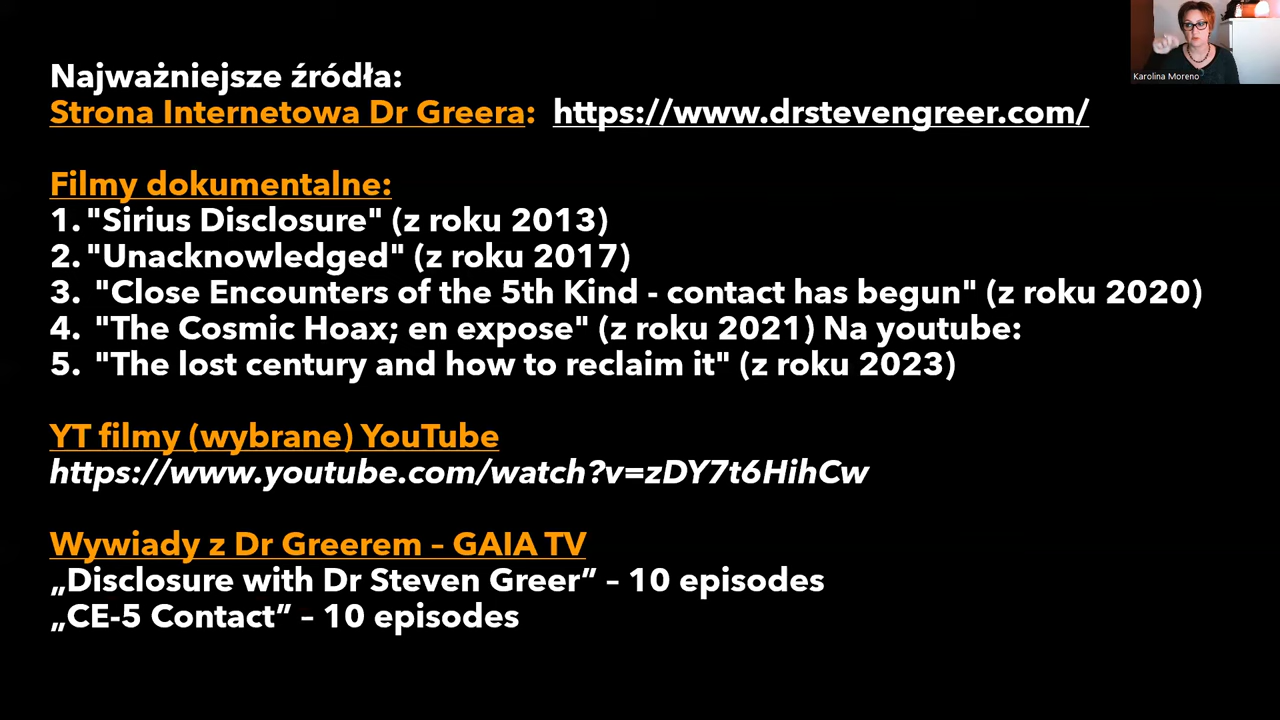 Najważniejsze źródła:
Strona Internetowa Dr Greera: https://www.drstevengreer.com/
Filmy dokumentalne:
1. "Sirius Disclosure" (z roku 2013)
2. "Unacknowledged" (z roku 2017)
3. "Close Encounters of the 5th Kind - contact has begun" (z roku 2020)
4. "The Cosmic Hoax; en expose" (z roku 2021) Na youtube:
5. "The lost century and how to reclaim it" (z roku 2023)
YT filmy (wybrane) YouTube
https://www.youtube.com/watch?v=zDY7t6HihCw
Wywiady z Dr Greerem – GAIA TV
„Disclosure with Dr Steven Greer” – 10 episodes
„CE-5 Contact” – 10 episodes
Karolina Moreno